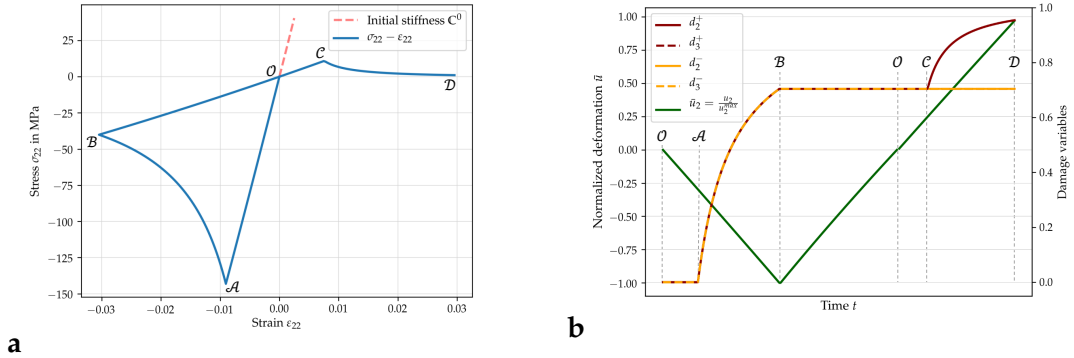 Initial stiffness C⁰
σ₂₂ − ε₂₂
Stress σ₂₂ in MPa
25
0
−25
−50
−75
−100
−125
−150
−0.03
−0.02
−0.01
0.00
0.01
0.02
0.03
Strain ε₂₂
𝒪
𝒞
𝒟
ℬ
𝒜
a
d₂⁺
d₃⁺
d₂⁻
d₃⁻
ū₂ = u₂/u₂ᵐᵃˣ
Normalized deformation ū
1.00
0.75
0.50
0.25
0.00
−0.25
−0.50
−0.75
−1.00
𝒪 𝒜 ℬ 𝒪 𝒞 𝒟
Time t
1.0
0.8
0.6
0.4
0.2
0.0
Damage variables
b